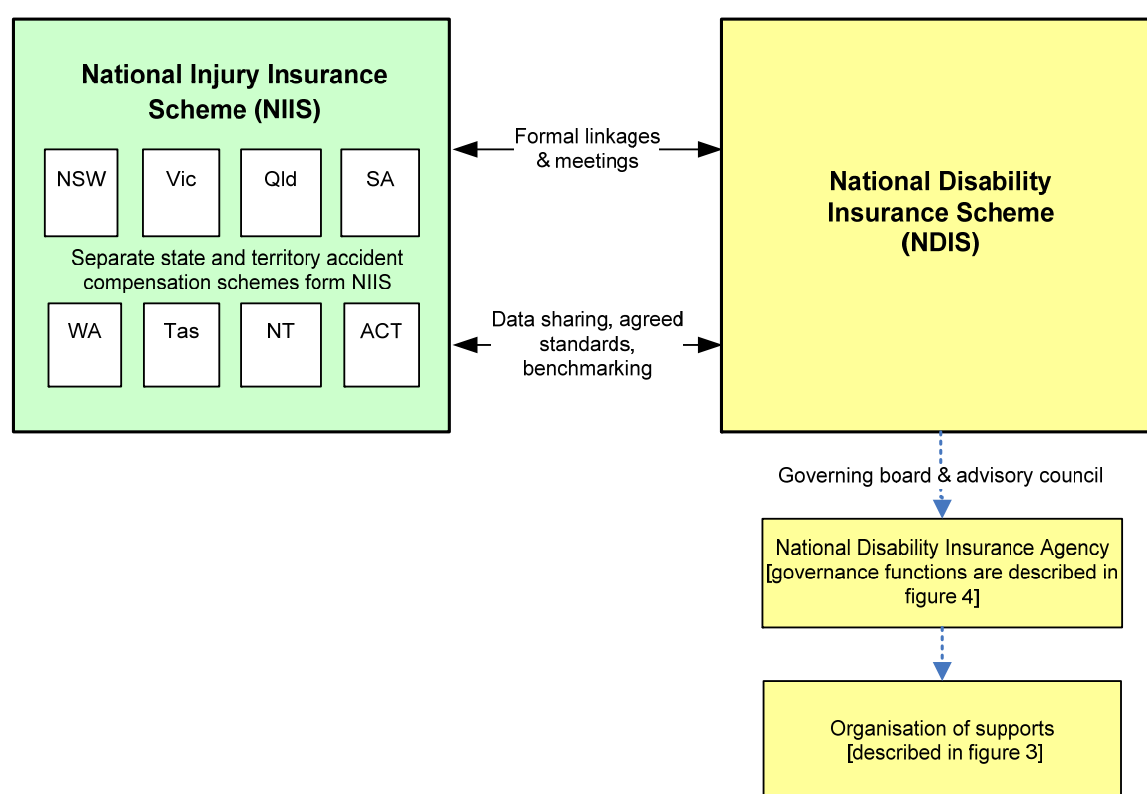 National Injury Insurance
Scheme (NIIS)
NSW
Vic
Qld
SA
Separate state and territory accident
compensation schemes form NIIS
WA
Tas
NT
ACT
Formal linkages
& meetings
Data sharing, agreed
standards,
benchmarking
National Disability
Insurance Scheme
(NDIS)
Governing board & advisory council
National Disability Insurance Agency
[governance functions are described in
figure 4]
Organisation of supports
[described in figure 3]